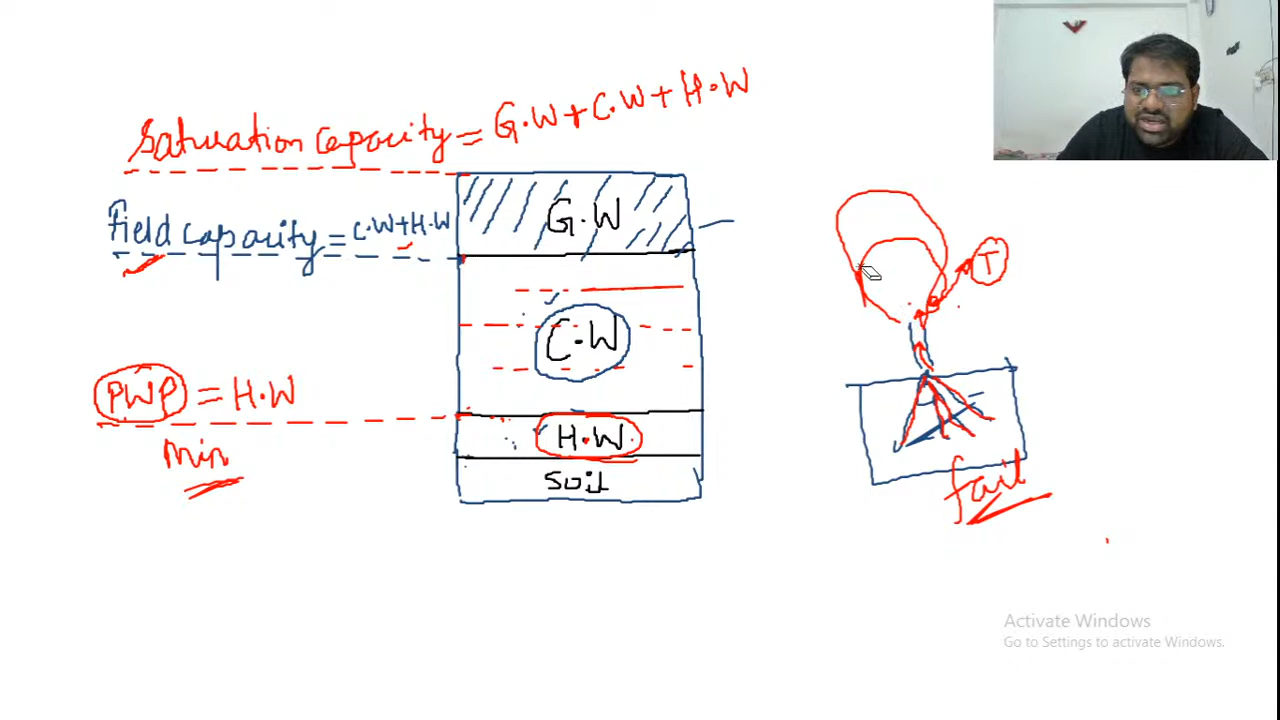 Saturation capacity = G.W + C.W + H.W
Field capacity = C.W + H.W
G.W
T
C.W
PWP = H.W
Min
H.W
Soil
fail
Activate Windows
Go to Settings to activate Windows.